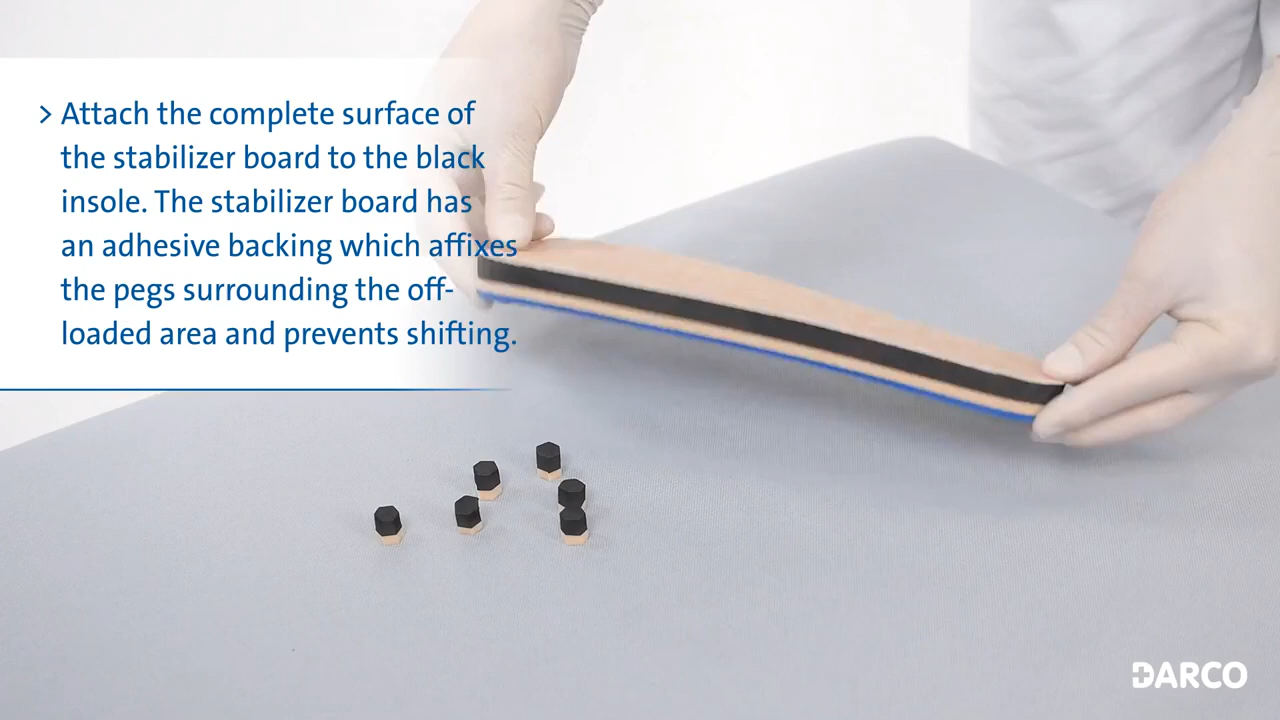 > Attach the complete surface of
the stabilizer board to the black
insole. The stabilizer board has
an adhesive backing which affixes
the pegs surrounding the off-
loaded area and prevents shifting.
DARCO